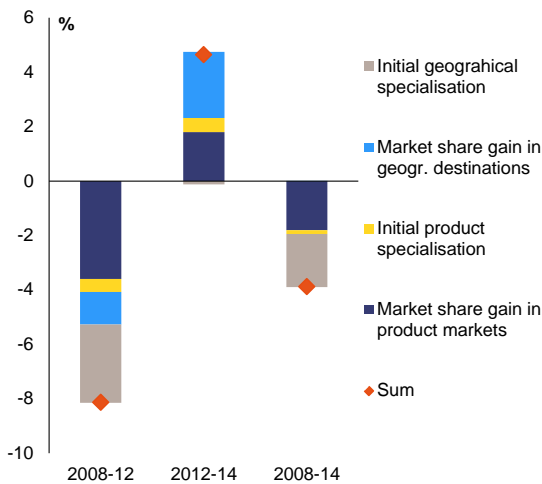 %
6
4
2
0
-2
-4
-6
-8
-10
2008-12
2012-14
2008-14
Initial geograhical
specialisation
Market share gain in
geogr. destinations
Initial product
specialisation
Market share gain in
product markets
Sum